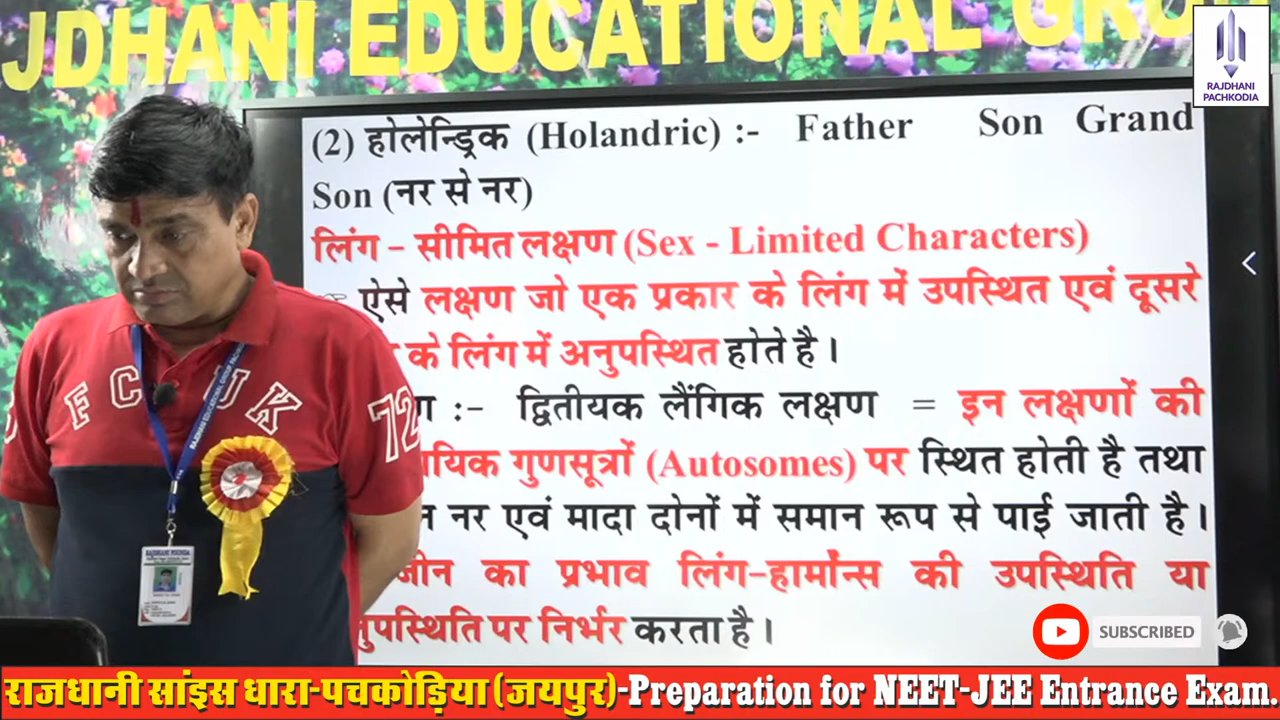 JDHANI EDUCATIONAL GRO
RAJDHANI
PACHKODIA
(2) होलेन्ड्रिक (Holandric) :- Father Son Grand
Son (नर से नर)
लिंग - सीमित लक्षण (Sex - Limited Characters)
ऐसे लक्षण जो एक प्रकार के लिंग में उपस्थित एवं दूसरे
के लिंग में अनुपस्थित होते है।
:- द्वितीयक लैंगिक लक्षण = इन लक्षणों की
यिक गुणसूत्रों (Autosomes) पर स्थित होती है तथा
नर एवं मादा दोनों में समान रूप से पाई जाती है।
जीन का प्रभाव लिंग-हार्मोन्स की उपस्थिति या
नुपस्थिति पर निर्भर करता है।
FC UK
72
SUBSCRIBED
राजधानी सांइस धारा-पचकोड़िया (जयपुर)-Preparation for NEET-JEE Entrance Exam.